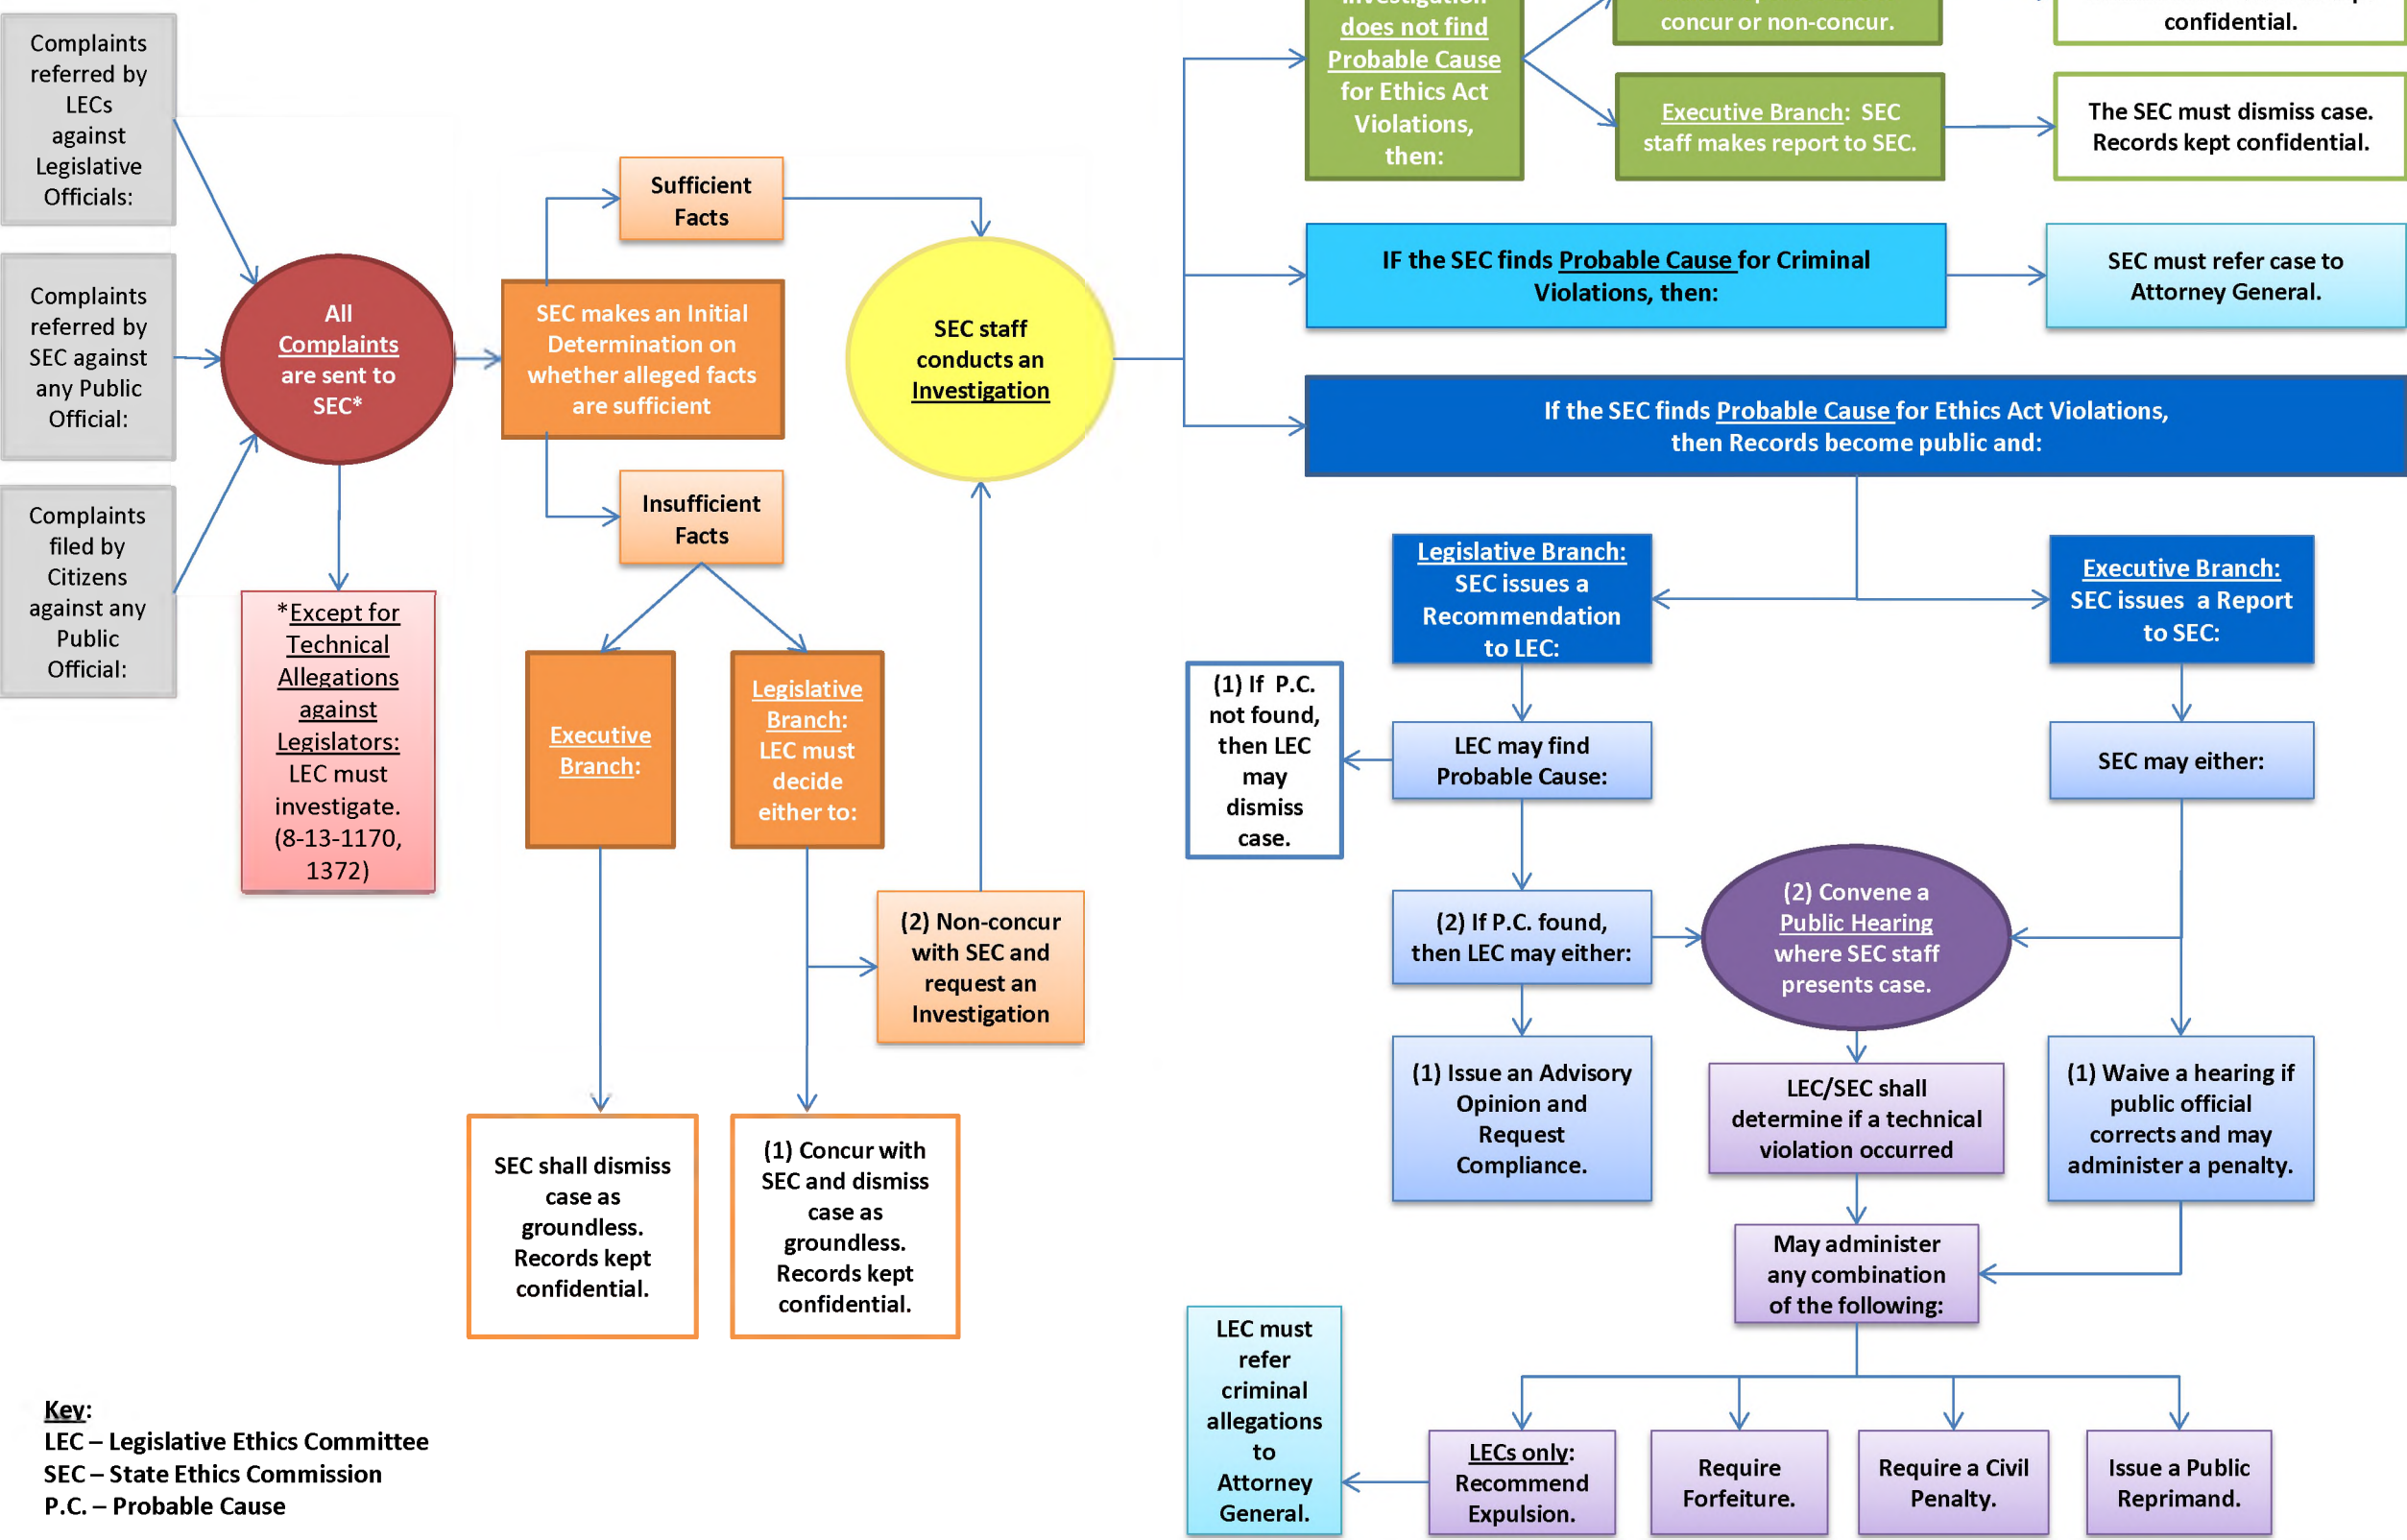 Complaints
referred by
LECs
against
Legislative
Officials:
Complaints
referred by
SEC against
any Public
Official:
Complaints
filed by
Citizens
against any
Public
Official:
All
Complaints
are sent to
SEC*
*Except for
Technical
Allegations
against
Legislators:
LEC must
investigate.
(8-13-1170,
1372)
SEC makes an Initial
Determination on
whether alleged facts
are sufficient
Sufficient
Facts
Insufficient
Facts
Executive
Branch:
Legislative
Branch:
LEC must
decide
either to:
SEC shall dismiss
case as
groundless.
Records kept
confidential.
(1) Concur with
SEC and dismiss
case as
groundless.
Records kept
confidential.
(2) Non-concur
with SEC and
request an
Investigation
SEC staff
conducts an
Investigation
Investigation
does not find
Probable Cause
for Ethics Act
Violations,
then:
concur or non-concur.
confidential.
Executive Branch: SEC
staff makes report to SEC.
The SEC must dismiss case.
Records kept confidential.
IF the SEC finds Probable Cause for Criminal
Violations, then:
SEC must refer case to
Attorney General.
If the SEC finds Probable Cause for Ethics Act Violations,
then Records become public and:
Legislative Branch:
SEC issues a
Recommendation
to LEC:
Executive Branch:
SEC issues a Report
to SEC:
(1) If P.C.
not found,
then LEC
may
dismiss
case.
LEC may find
Probable Cause:
SEC may either:
(2) If P.C. found,
then LEC may either:
(2) Convene a
Public Hearing
where SEC staff
presents case.
(1) Issue an Advisory
Opinion and
Request
Compliance.
LEC/SEC shall
determine if a technical
violation occurred
(1) Waive a hearing if
public official
corrects and may
administer a penalty.
May administer
any combination
of the following:
LEC must
refer
criminal
allegations
to
Attorney
General.
LECs only:
Recommend
Expulsion.
Require
Forfeiture.
Require a Civil
Penalty.
Issue a Public
Reprimand.
Key:
LEC – Legislative Ethics Committee
SEC – State Ethics Commission
P.C. – Probable Cause